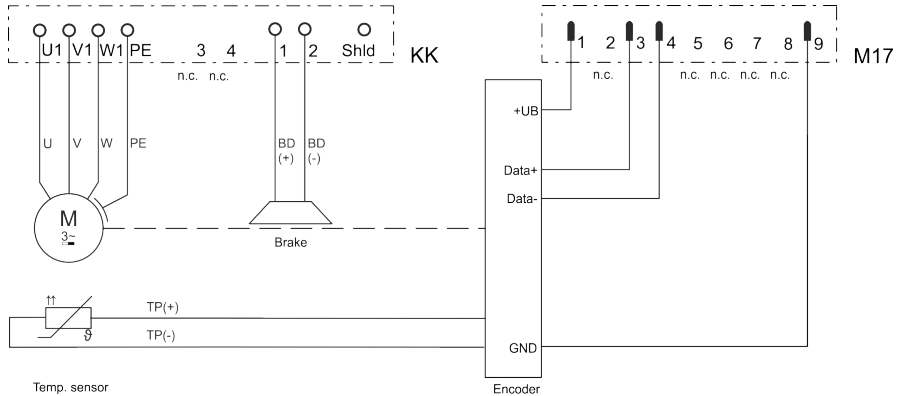 U1 V1 W1 PE 3 4 1 2 Shld
KK
n.c. n.c.
1 2 3 4 5 6 7 8 9
M17
n.c. n.c. n.c. n.c. n.c.
+UB
U V W PE
BD (+)
BD (-)
Data+
Data-
M
3~
Brake
TP(+)
ϑ
TP(-)
GND
Temp. sensor
Encoder